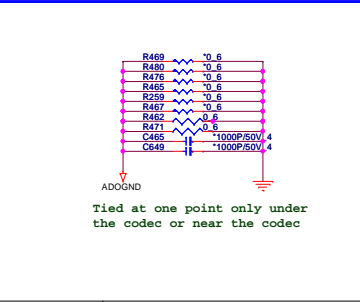 R469 *0_6
R480 *0_6
R476 *0_6
R465 *0_6
R259 *0_6
R467 *0_6
R462 0_6
R471 0_6
C465 *1000P/50V_4
C649 *1000P/50V_4
ADOGND
Tied at one point only under
the codec or near the codec